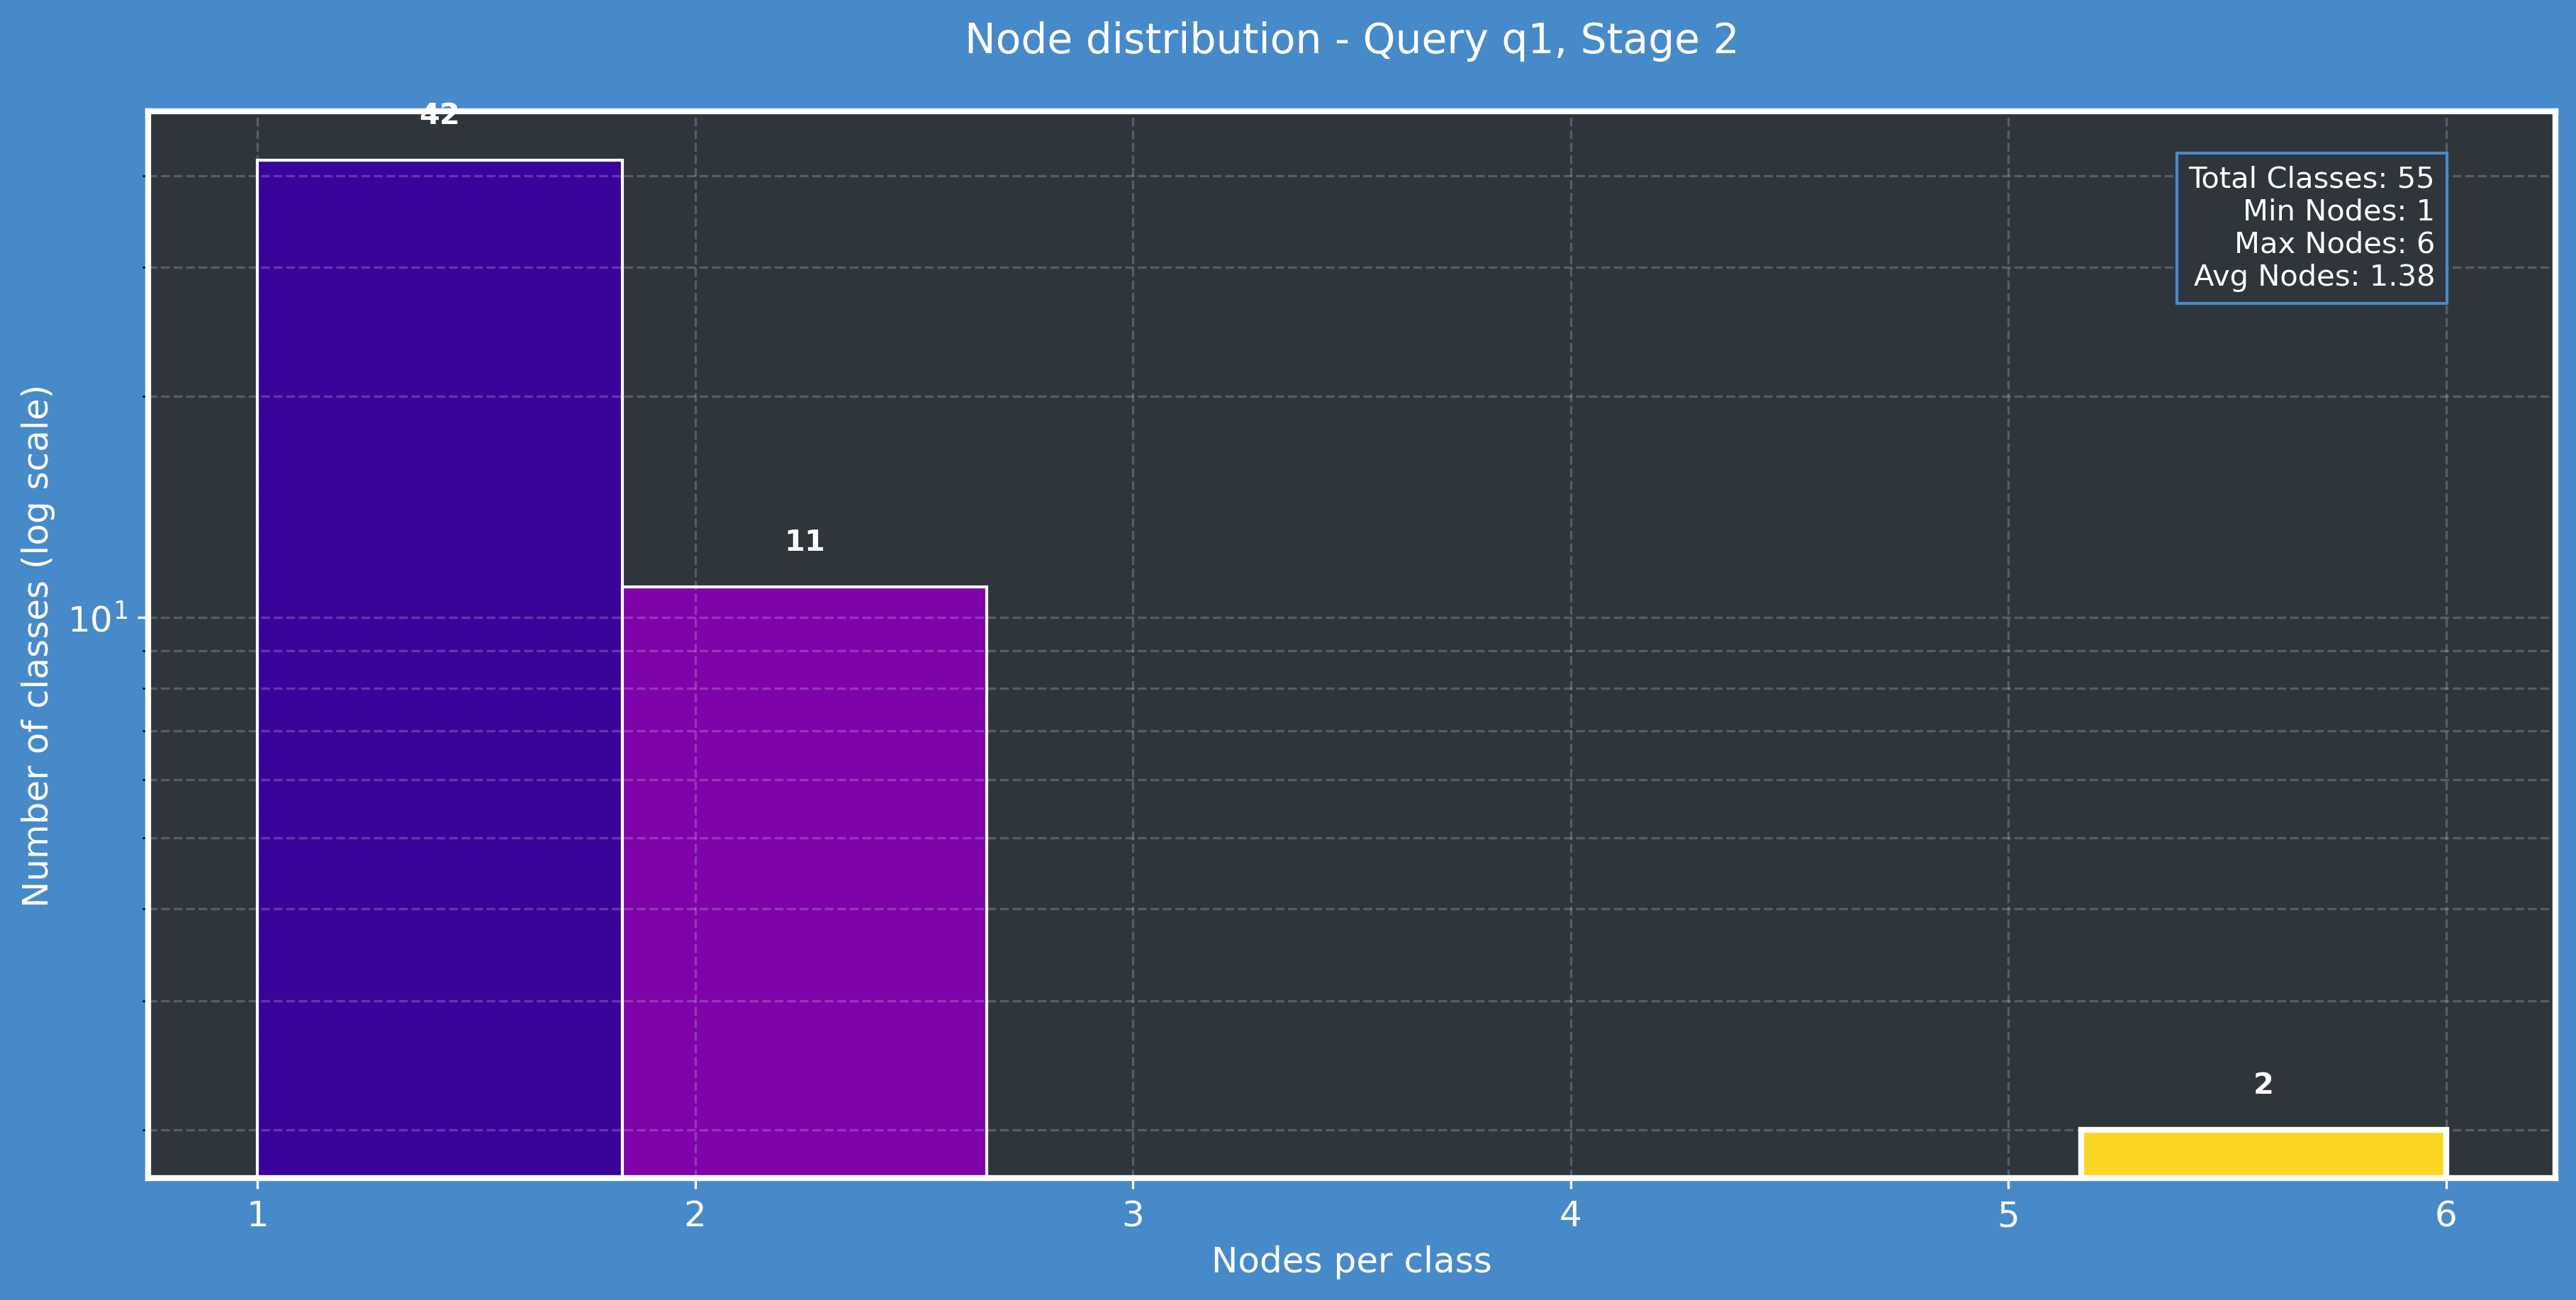 Node distribution - Query q1, Stage 2
42
Total Classes: 55
Min Nodes: 1
Max Nodes: 6
Avg Nodes: 1.38
11
2
Number of classes (log scale)
10¹
1 2 3 4 5 6
Nodes per class